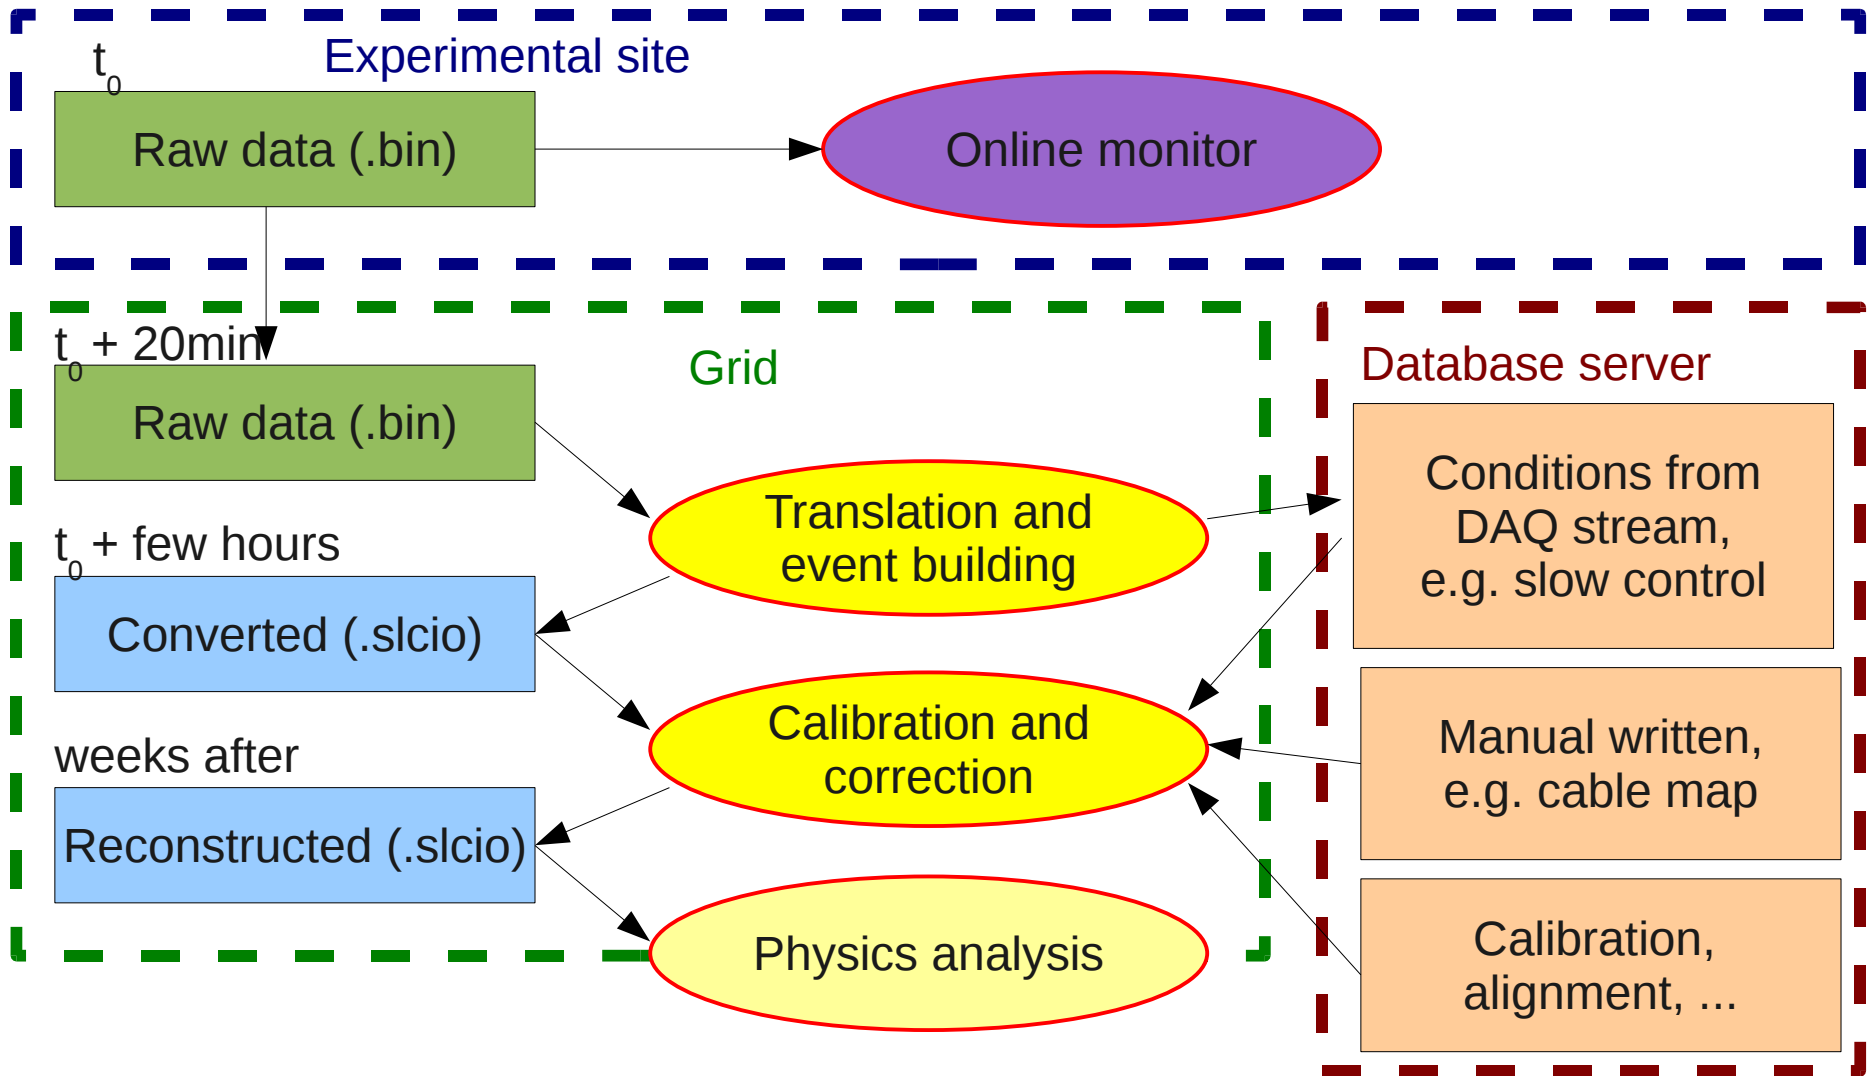 Experimental site
t0
Raw data (.bin)
Online monitor
t0 + 20min
Grid
Raw data (.bin)
Translation and
event building
t0 + few hours
Converted (.slcio)
Calibration and
correction
weeks after
Reconstructed (.slcio)
Physics analysis
Database server
Conditions from
DAQ stream,
e.g. slow control
Manual written,
e.g. cable map
Calibration,
alignment, ...